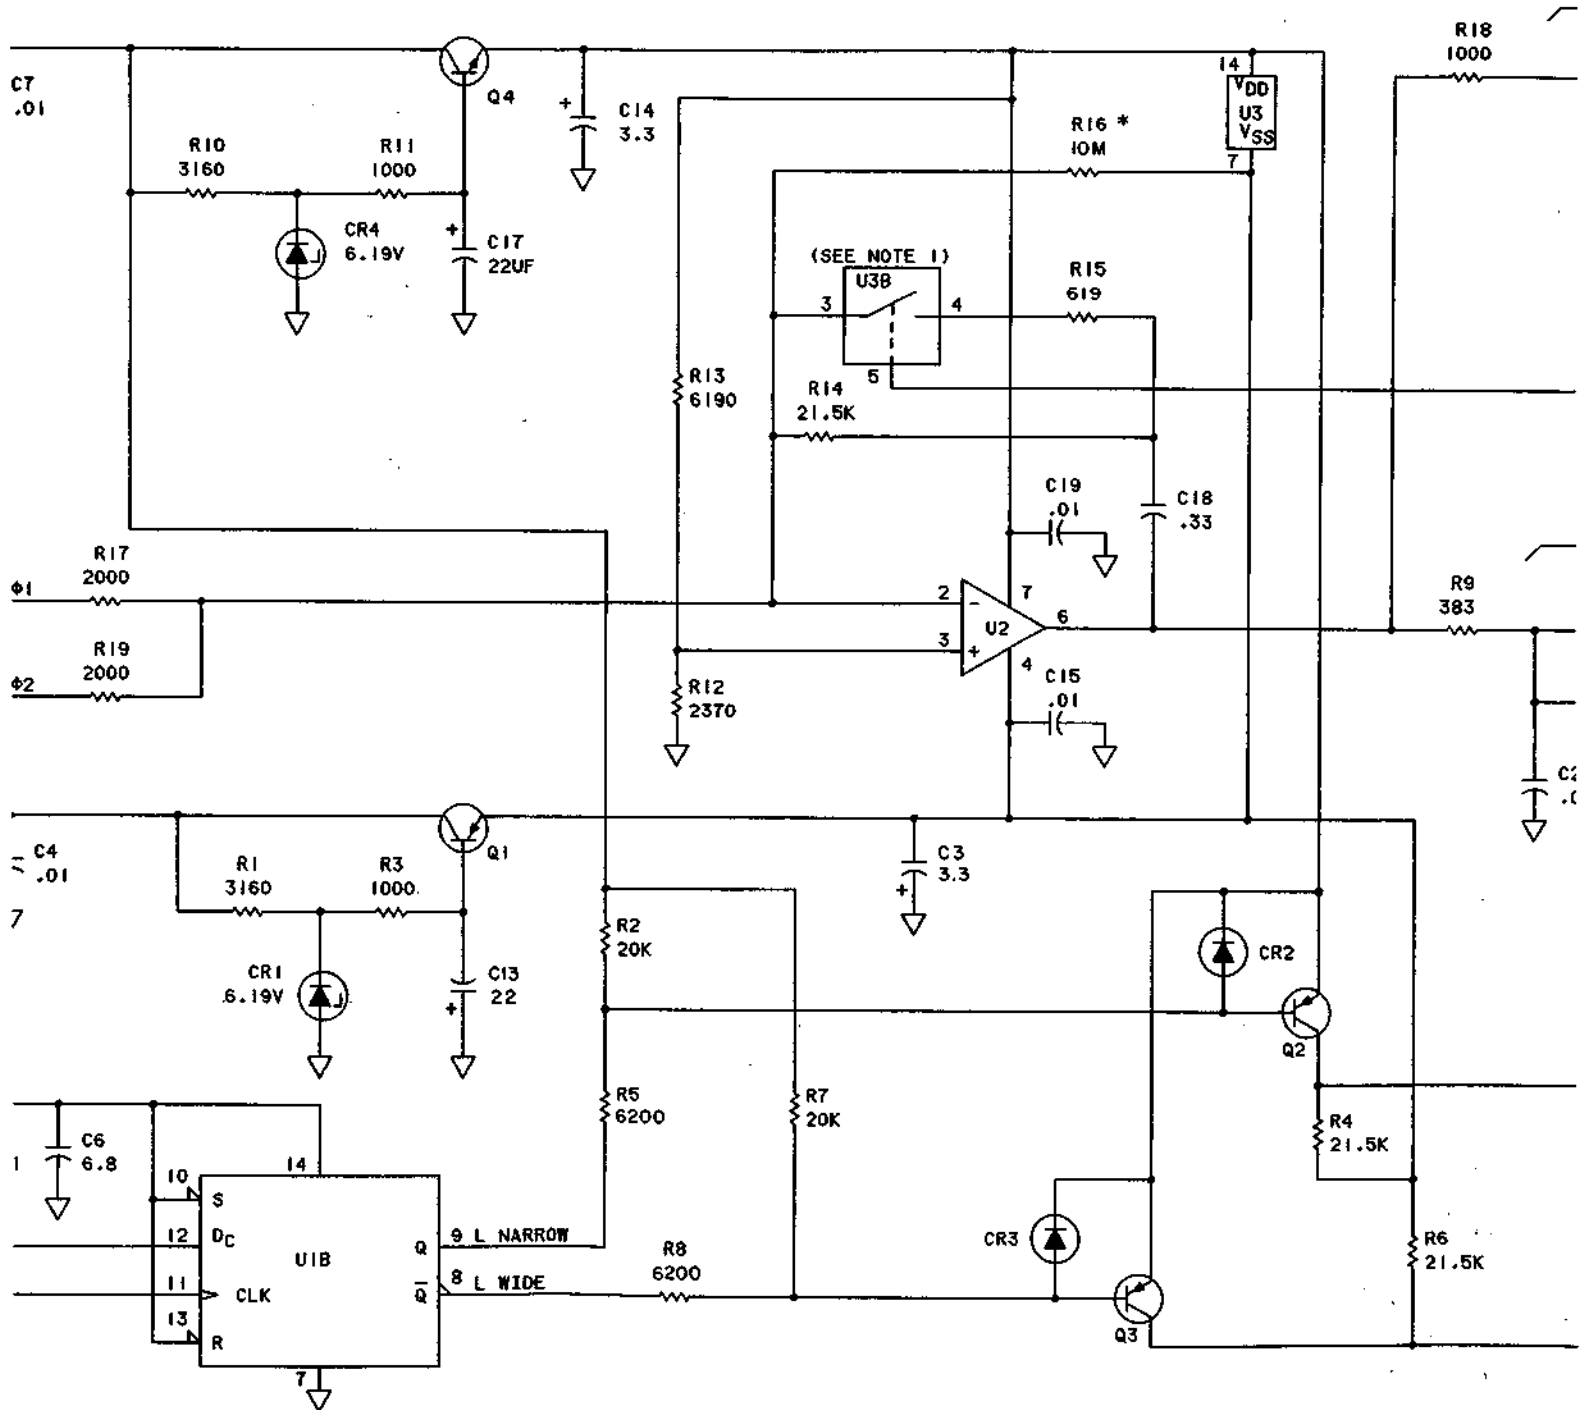 R18
1000
C7
.01
Q4
+
C14
3.3
14
VDD
U3
VSS
7
R16 *
10M
R10
3160
R11
1000
CR4
6.19V
+
C17
22UF
(SEE NOTE 1)
U3B
3
4
5
R15
619
R13
6190
R14
21.5K
C19
.01
C18
.33
R17
2000
Φ1
R19
2000
Φ2
2
-
7
U2
6
3
+
4
R9
383
R12
2370
C15
.01
C4
.01
7
R1
3160
R3
1000
Q1
C3
3.3
+
CR1
6.19V
C13
22
+
R2
20K
CR2
Q2
R5
6200
R7
20K
R4
21.5K
1
C6
6.8
14
10
S
12
DC
U1B
Q
9 L NARROW
11
CLK
Q̅
8 L WIDE
13
R
7
R8
6200
CR3
Q3
R6
21.5K